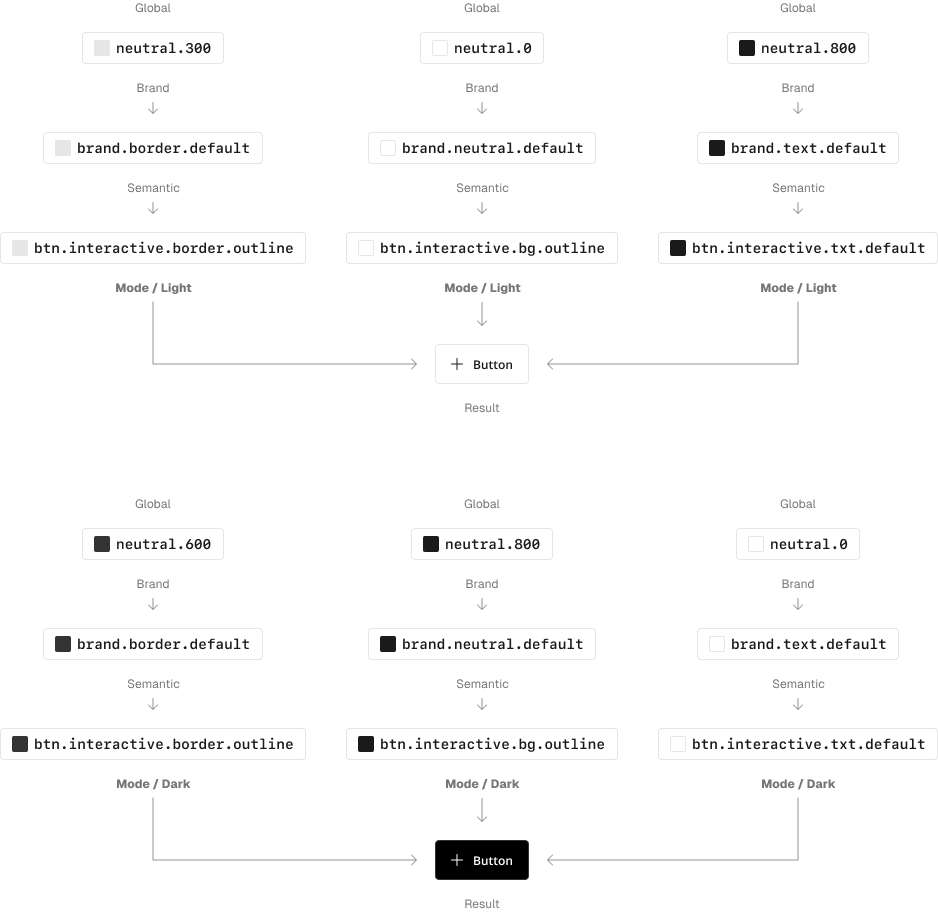 Global Global Global
neutral.300 neutral.0 neutral.800
Brand Brand Brand
brand.border.default brand.neutral.default brand.text.default
Semantic Semantic Semantic
btn.interactive.border.outline btn.interactive.bg.outline btn.interactive.txt.default
Mode / Light Mode / Light Mode / Light
Button
Result
Global Global Global
neutral.600 neutral.800 neutral.0
Brand Brand Brand
brand.border.default brand.neutral.default brand.text.default
Semantic Semantic Semantic
btn.interactive.border.outline btn.interactive.bg.outline btn.interactive.txt.default
Mode / Dark Mode / Dark Mode / Dark
Button
Result